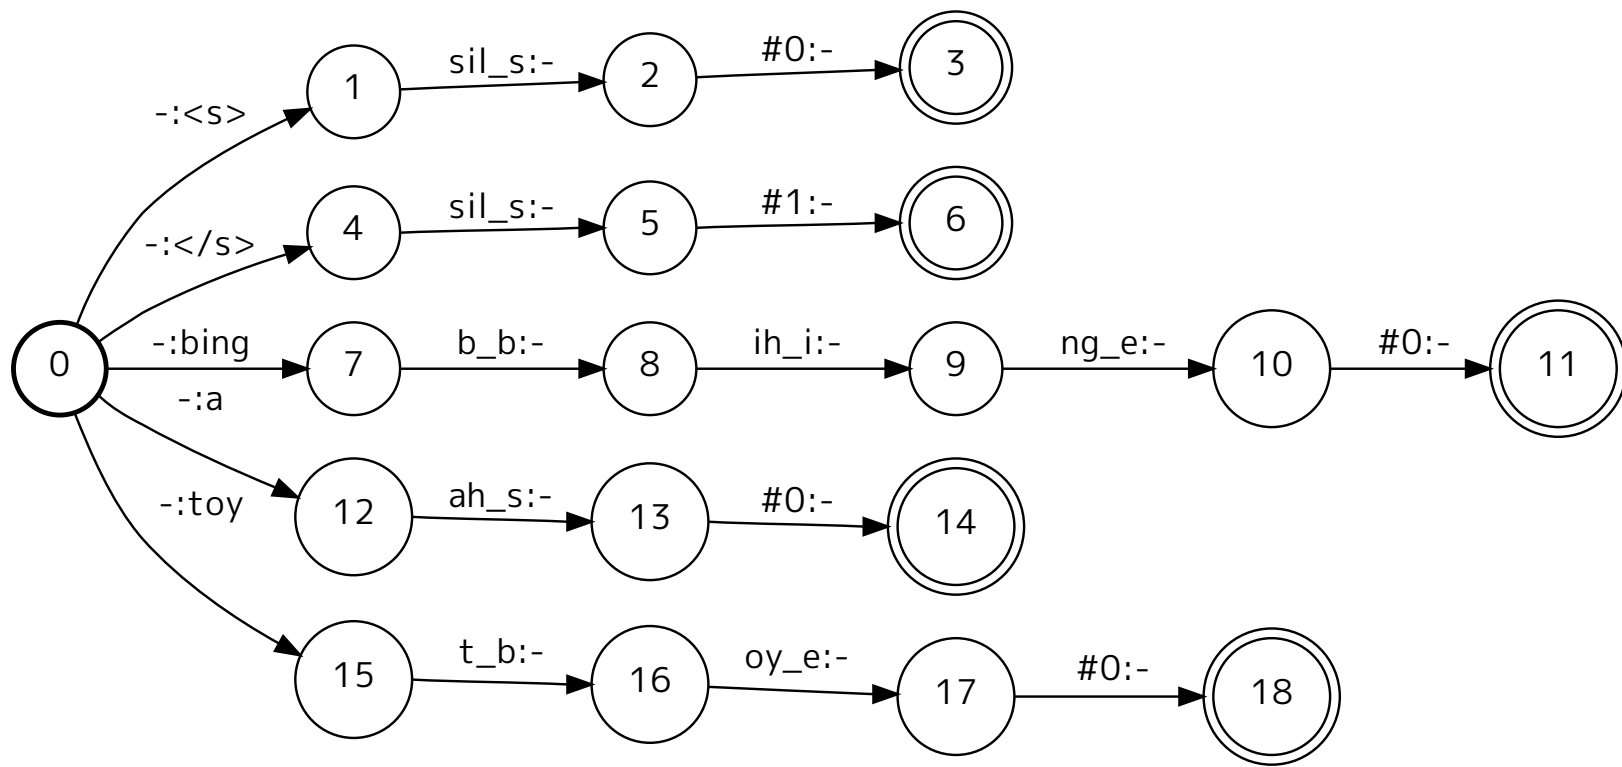 -:<s> 1 sil_s:- 2 #0:- 3
-:</s> 4 sil_s:- 5 #1:- 6
0 -:bing 7 b_b:- 8 ih_i:- 9 ng_e:- 10 #0:- 11
-:a 12 ah_s:- 13 #0:- 14
-:toy 15 t_b:- 16 oy_e:- 17 #0:- 18